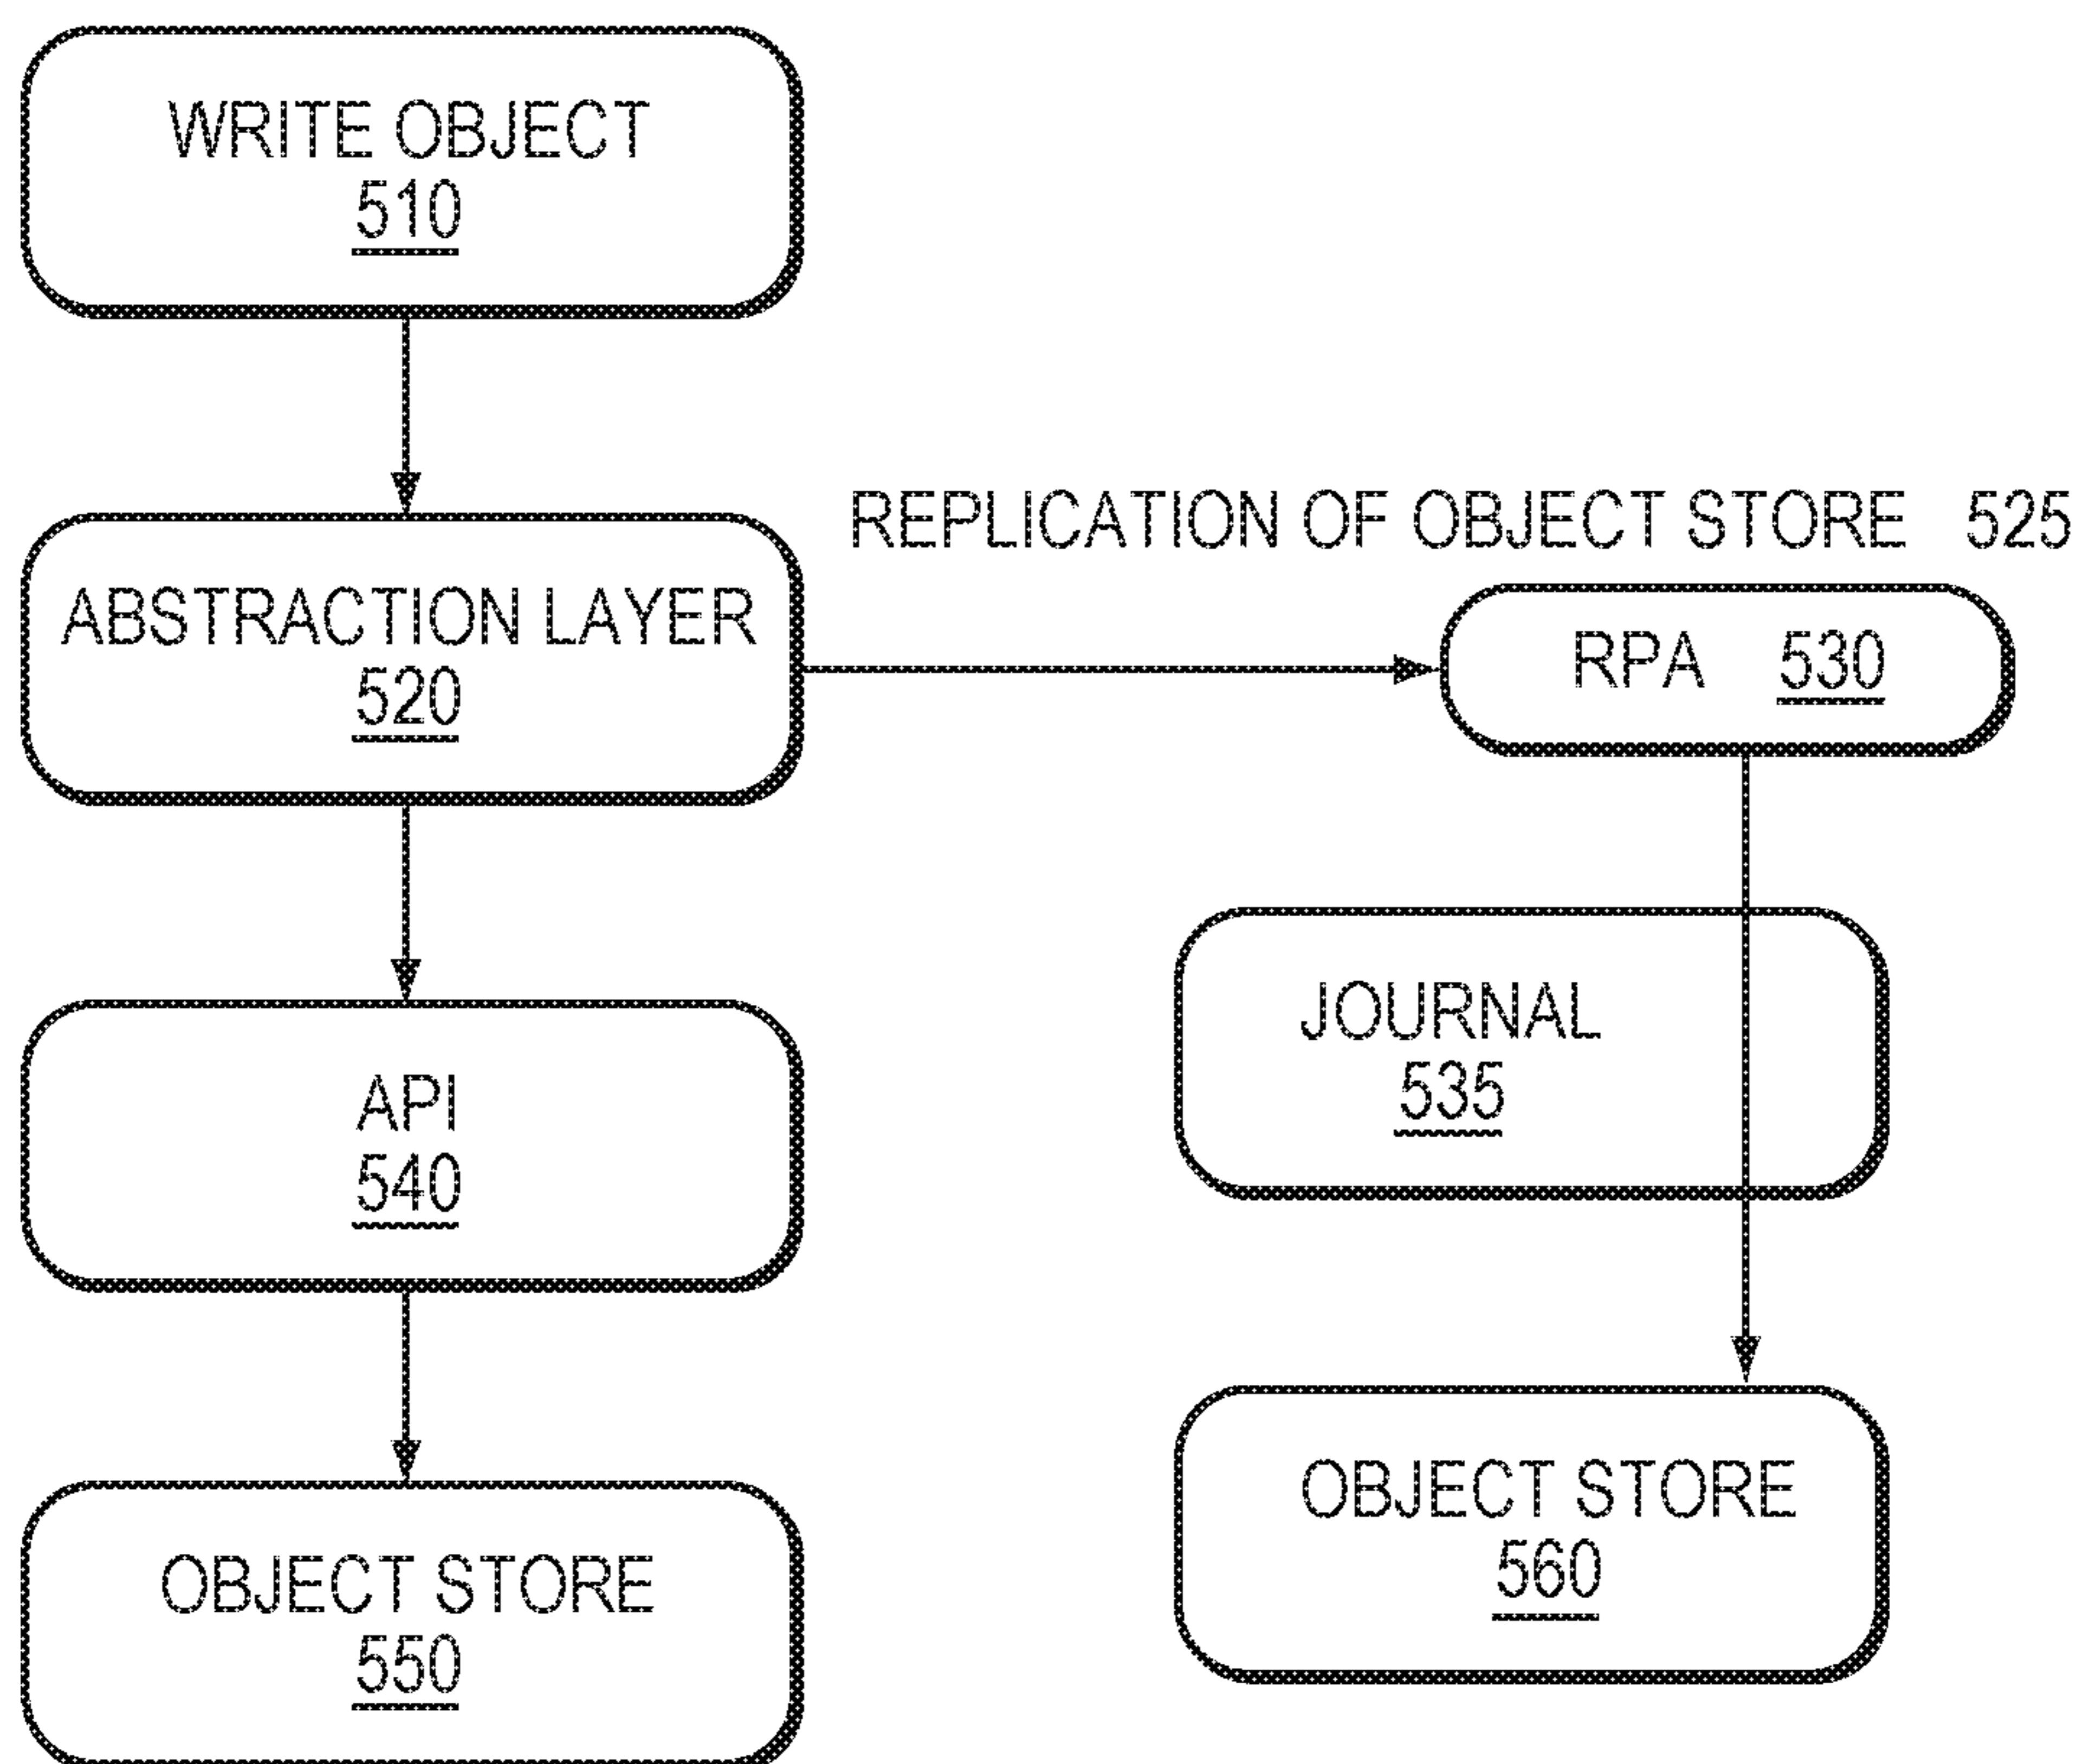 WRITE OBJECT
510
REPLICATION OF OBJECT STORE 525
ABSTRACTION LAYER
520
RPA 530
JOURNAL
535
API
540
OBJECT STORE
560
OBJECT STORE
550